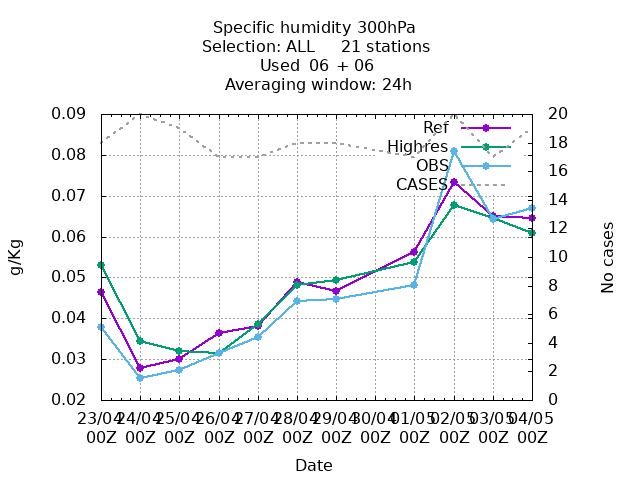 Specific humidity 300hPa
Selection: ALL 21 stations
Used 06 + 06
Averaging window: 24h
Ref
Highres
OBS
CASES
g/Kg
0.09
0.08
0.07
0.06
0.05
0.04
0.03
0.02
20
18
16
14
12
10
8
6
4
2
0
No cases
23/04 24/04 25/04 26/04 27/04 28/04 29/04 30/04 01/05 02/05 03/05 04/05
00Z 00Z 00Z 00Z 00Z 00Z 00Z 00Z 00Z 00Z 00Z 00Z
Date